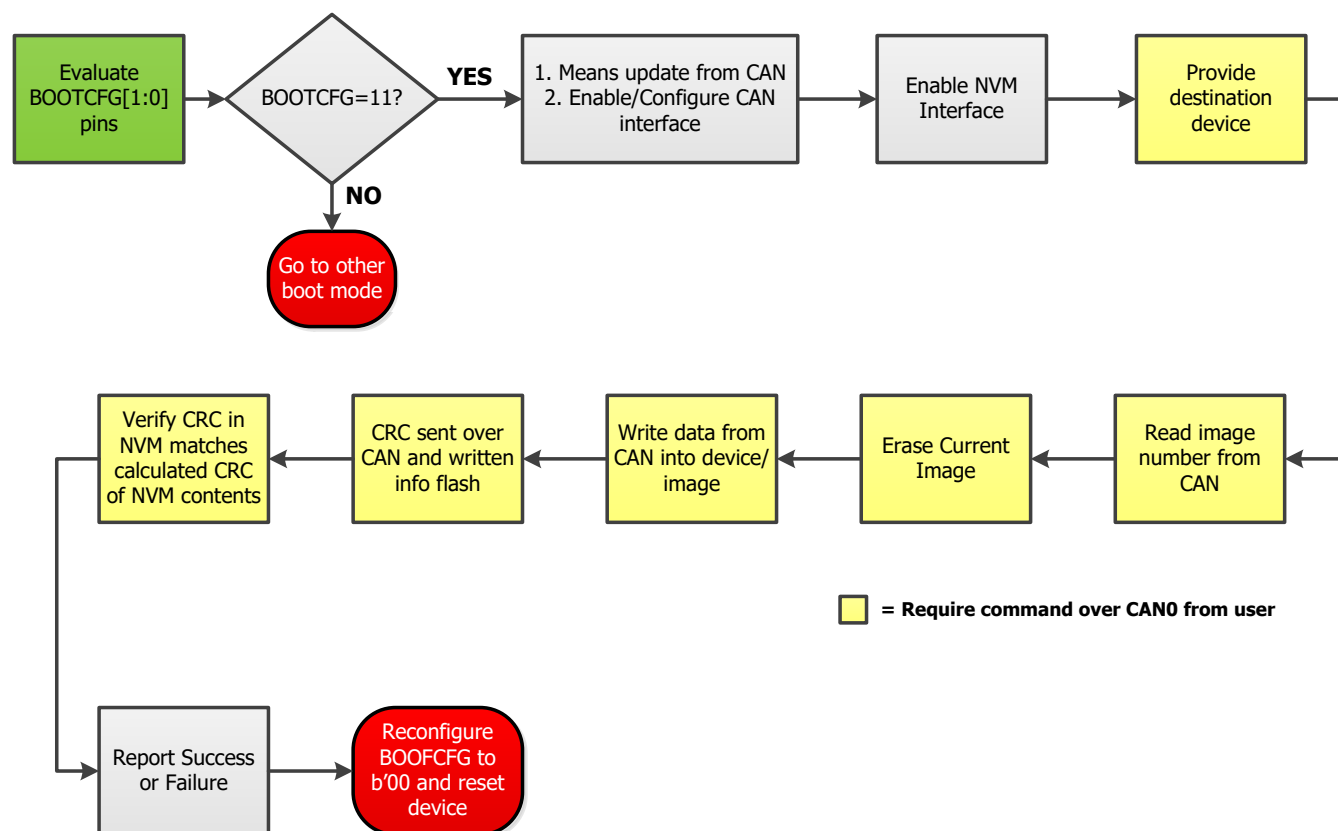 Evaluate
BOOTCFG[1:0]
pins
BOOTCFG=11?
YES
NO
Go to other
boot mode
1. Means update from CAN
2. Enable/Configure CAN
interface
Enable NVM
Interface
Provide
destination
device
Read image
number from
CAN
Erase Current
Image
Write data from
CAN into device/
image
CRC sent over
CAN and written
info flash
Verify CRC in
NVM matches
calculated CRC
of NVM contents
= Require command over CAN0 from user
Report Success
or Failure
Reconfigure
BOOFCFG to
b'00 and reset
device